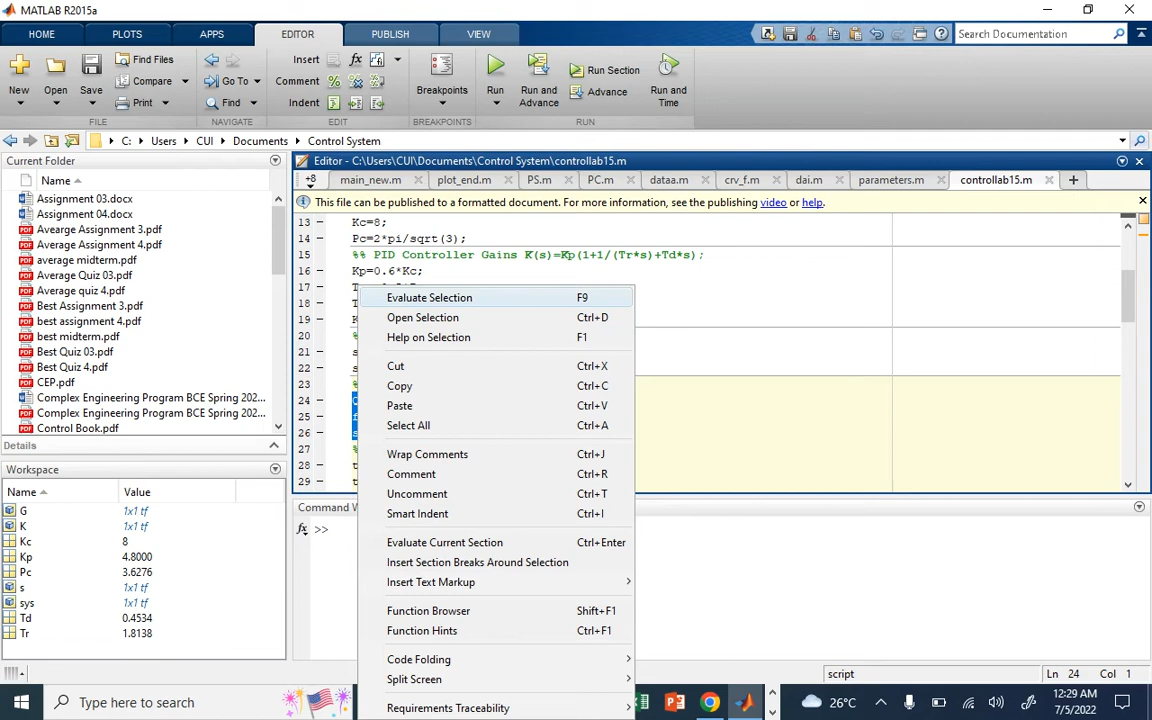 MATLAB R2015a
HOME PLOTS APPS EDITOR PUBLISH VIEW Search Documentation
New Open Save Find Files Compare Print
Go To Find
Insert fx
Comment %
Indent
Breakpoints Run Run and Advance Run Section Advance Run and Time
FILE NAVIGATE EDIT BREAKPOINTS RUN
C: Users CUI Documents Control System
Current Folder
Name
Assignment 03.docx
Assignment 04.docx
Avearge Assignment 3.pdf
Average Assignment 4.pdf
average midterm.pdf
Average Quiz 03.pdf
Average quiz 4.pdf
Best Assignment 3.pdf
best assignment 4.pdf
best midterm.pdf
Best Quiz 03.pdf
Best Quiz 4.pdf
CEP.pdf
Complex Engineering Program BCE Spring 202...
Complex Engineering Program BCE Spring 202...
Control Book.pdf
Details
Workspace
Name Value
G 1x1 tf
K 1x1 tf
Kc 8
Kp 4.8000
Pc 3.6276
s 1x1 tf
sys 1x1 tf
Td 0.4534
Tr 1.8138
Editor - C:\Users\CUI\Documents\Control System\controllab15.m
+8 main_new.m plot_end.m PS.m PC.m dataa.m crv_f.m dai.m parameters.m controllab15.m
This file can be published to a formatted document. For more information, see the publishing video or help.
13 Kc=8;
14 Pc=2*pi/sqrt(3);
15 %% PID Controller Gains K(s)=Kp(1+1/(Tr*s)+Td*s);
16 Kp=0.6*Kc;
17
18
19
20
21
22
23
24
25
26
27
28
29
Evaluate Selection F9
Open Selection Ctrl+D
Help on Selection F1
Cut Ctrl+X
Copy Ctrl+C
Paste Ctrl+V
Select All Ctrl+A
Wrap Comments Ctrl+J
Comment Ctrl+R
Uncomment Ctrl+T
Smart Indent Ctrl+I
Evaluate Current Section Ctrl+Enter
Insert Section Breaks Around Selection
Insert Text Markup
Function Browser Shift+F1
Function Hints Ctrl+F1
Code Folding
Split Screen
Requirements Traceability
Command W
fx >>
script Ln 24 Col 1
Type here to search
26°C
12:29 AM
7/5/2022